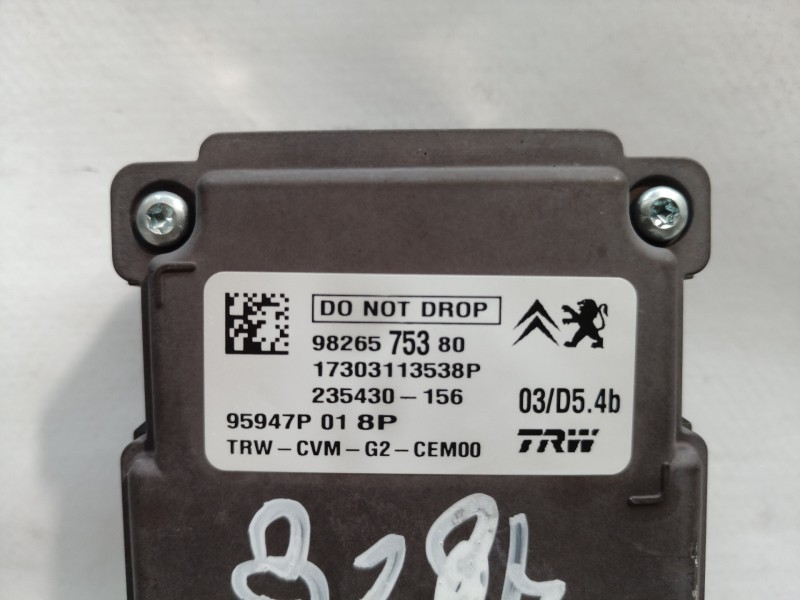 DO NOT DROP
98265 753 80
17303113538P
235430-156
03/D5.4b
95947P 01 8P
TRW-CVM-G2-CEM00
TRW